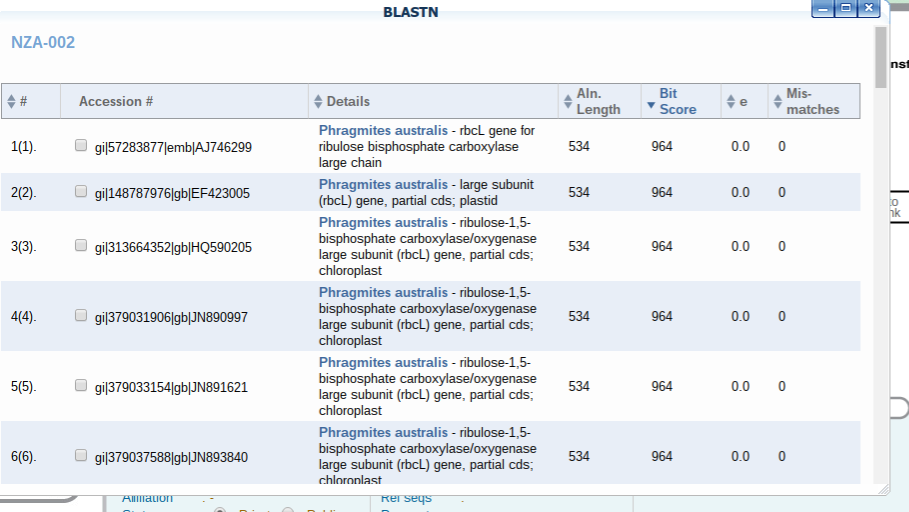 BLASTN
NZA-002
nst
# Accession # Details Aln. Length Bit Score e Mis-matches
1(1). gi|57283877|emb|AJ746299 Phragmites australis - rbcL gene for
ribulose bisphosphate carboxylase
large chain
534 964 0.0 0
2(2). gi|148787976|gb|EF423005 Phragmites australis - large subunit
(rbcL) gene, partial cds; plastid
534 964 0.0 0
to
nk
3(3). gi|313664352|gb|HQ590205 Phragmites australis - ribulose-1,5-
bisphosphate carboxylase/oxygenase
large subunit (rbcL) gene, partial cds;
chloroplast
534 964 0.0 0
4(4). gi|379031906|gb|JN890997 Phragmites australis - ribulose-1,5-
bisphosphate carboxylase/oxygenase
large subunit (rbcL) gene, partial cds;
chloroplast
534 964 0.0 0
5(5). gi|379033154|gb|JN891621 Phragmites australis - ribulose-1,5-
bisphosphate carboxylase/oxygenase
large subunit (rbcL) gene, partial cds;
chloroplast
534 964 0.0 0
6(6). gi|379037588|gb|JN893840 Phragmites australis - ribulose-1,5-
bisphosphate carboxylase/oxygenase
large subunit (rbcL) gene, partial cds;
chloroplast
534 964 0.0 0
Affiliation : - Ref seqs :